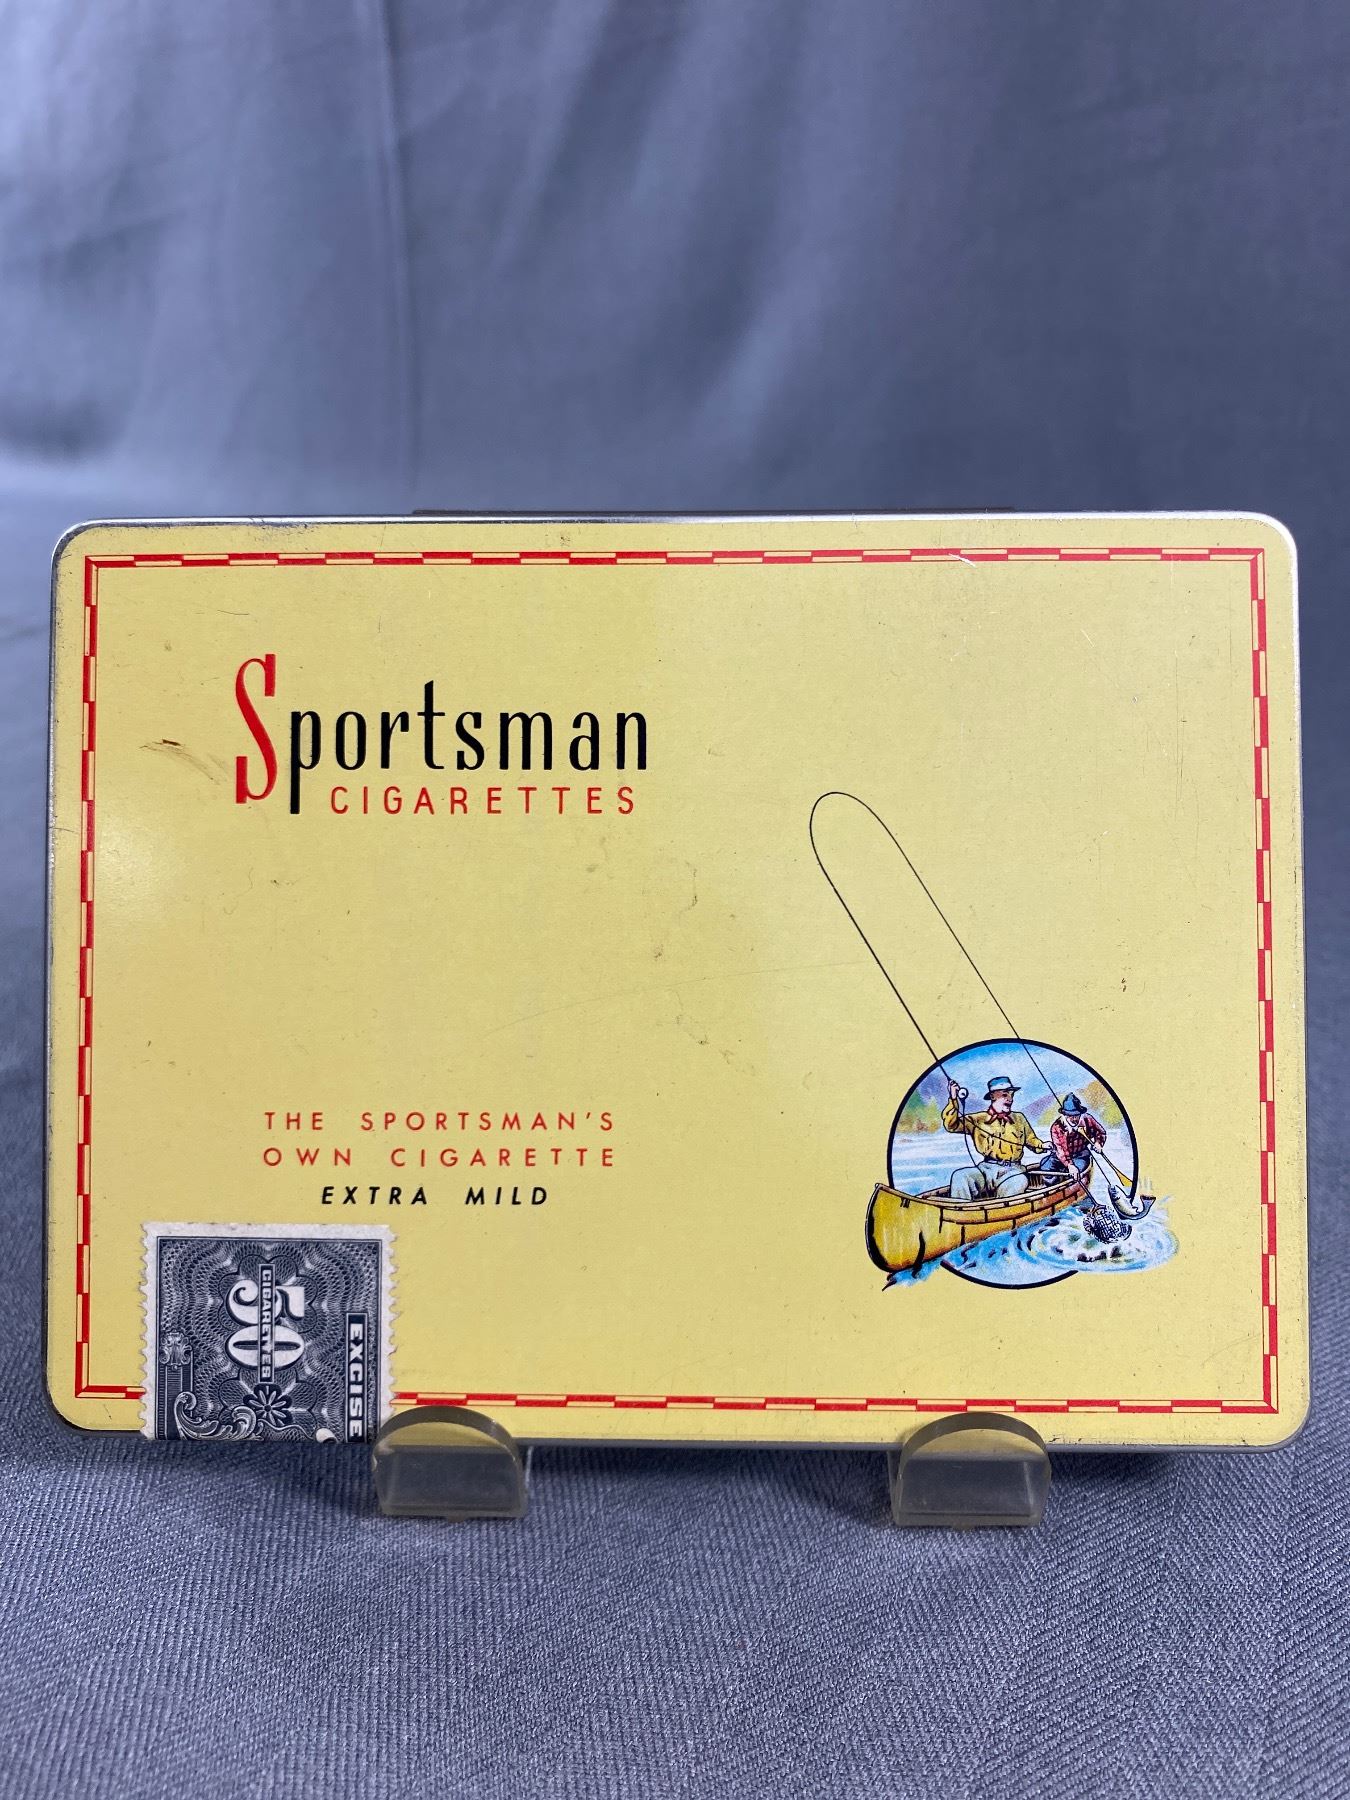 Sportsman
CIGARETTES
THE SPORTSMAN'S
OWN CIGARETTE
EXTRA MILD
50
CIGARETTES
EXCISE